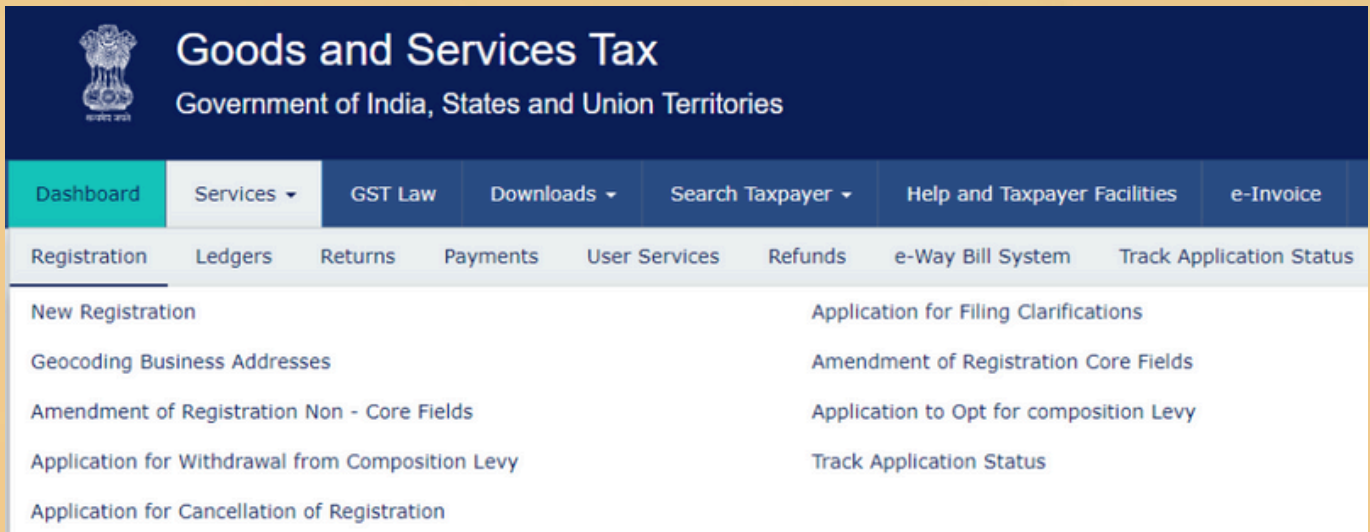 Goods and Services Tax
Government of India, States and Union Territories
सत्यमेव जयते
Dashboard Services GST Law Downloads Search Taxpayer Help and Taxpayer Facilities e-Invoice
Registration Ledgers Returns Payments User Services Refunds e-Way Bill System Track Application Status
New Registration Application for Filing Clarifications
Geocoding Business Addresses Amendment of Registration Core Fields
Amendment of Registration Non - Core Fields Application to Opt for composition Levy
Application for Withdrawal from Composition Levy Track Application Status
Application for Cancellation of Registration